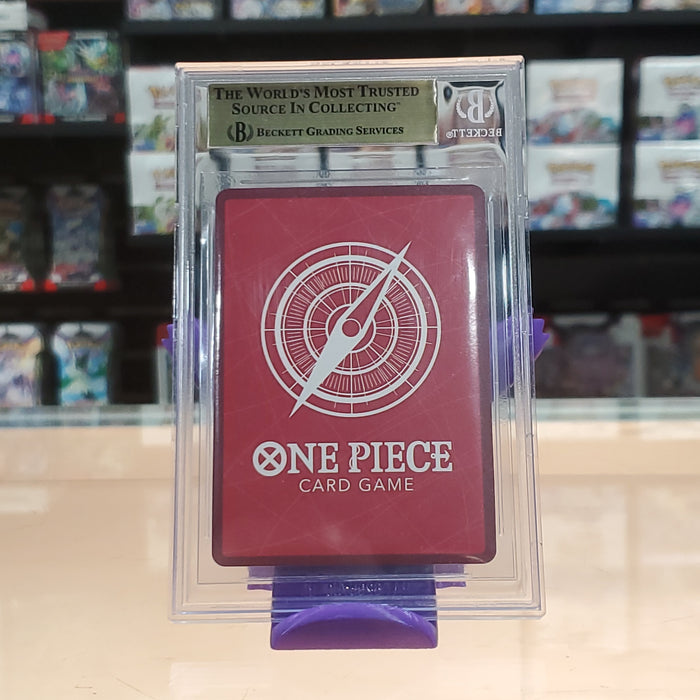 THE WORLD'S MOST TRUSTED
SOURCE IN COLLECTING™
B BECKETT GRADING SERVICES
B
BECKETT®
ONE PIECE
CARD GAME